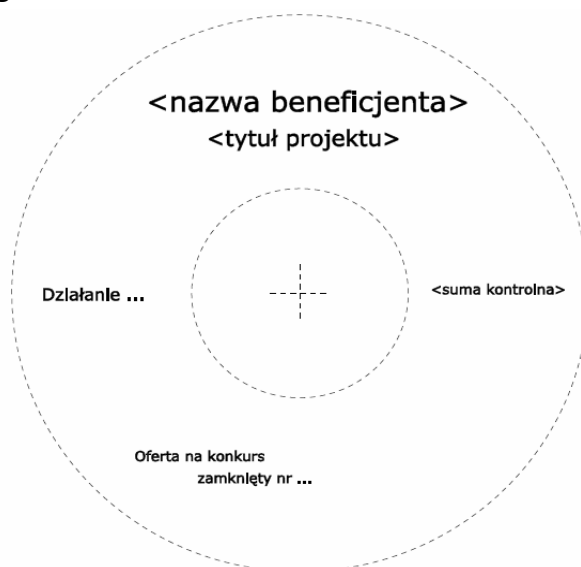 <nazwa beneficjenta>
<tytuł projektu>
Działanie ...
<suma kontrolna>
Oferta na konkurs
zamknięty nr ...